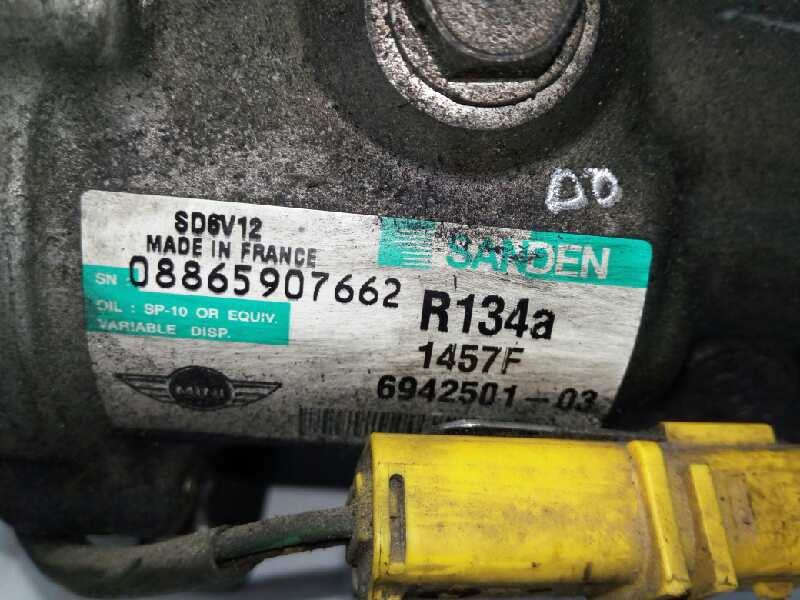 DO
SD6V12
MADE IN FRANCE
SANDEN
SN 08865907662
OIL : SP-10 OR EQUIV.
VARIABLE DISP.
R134a
1457F
6942501-03
MINI